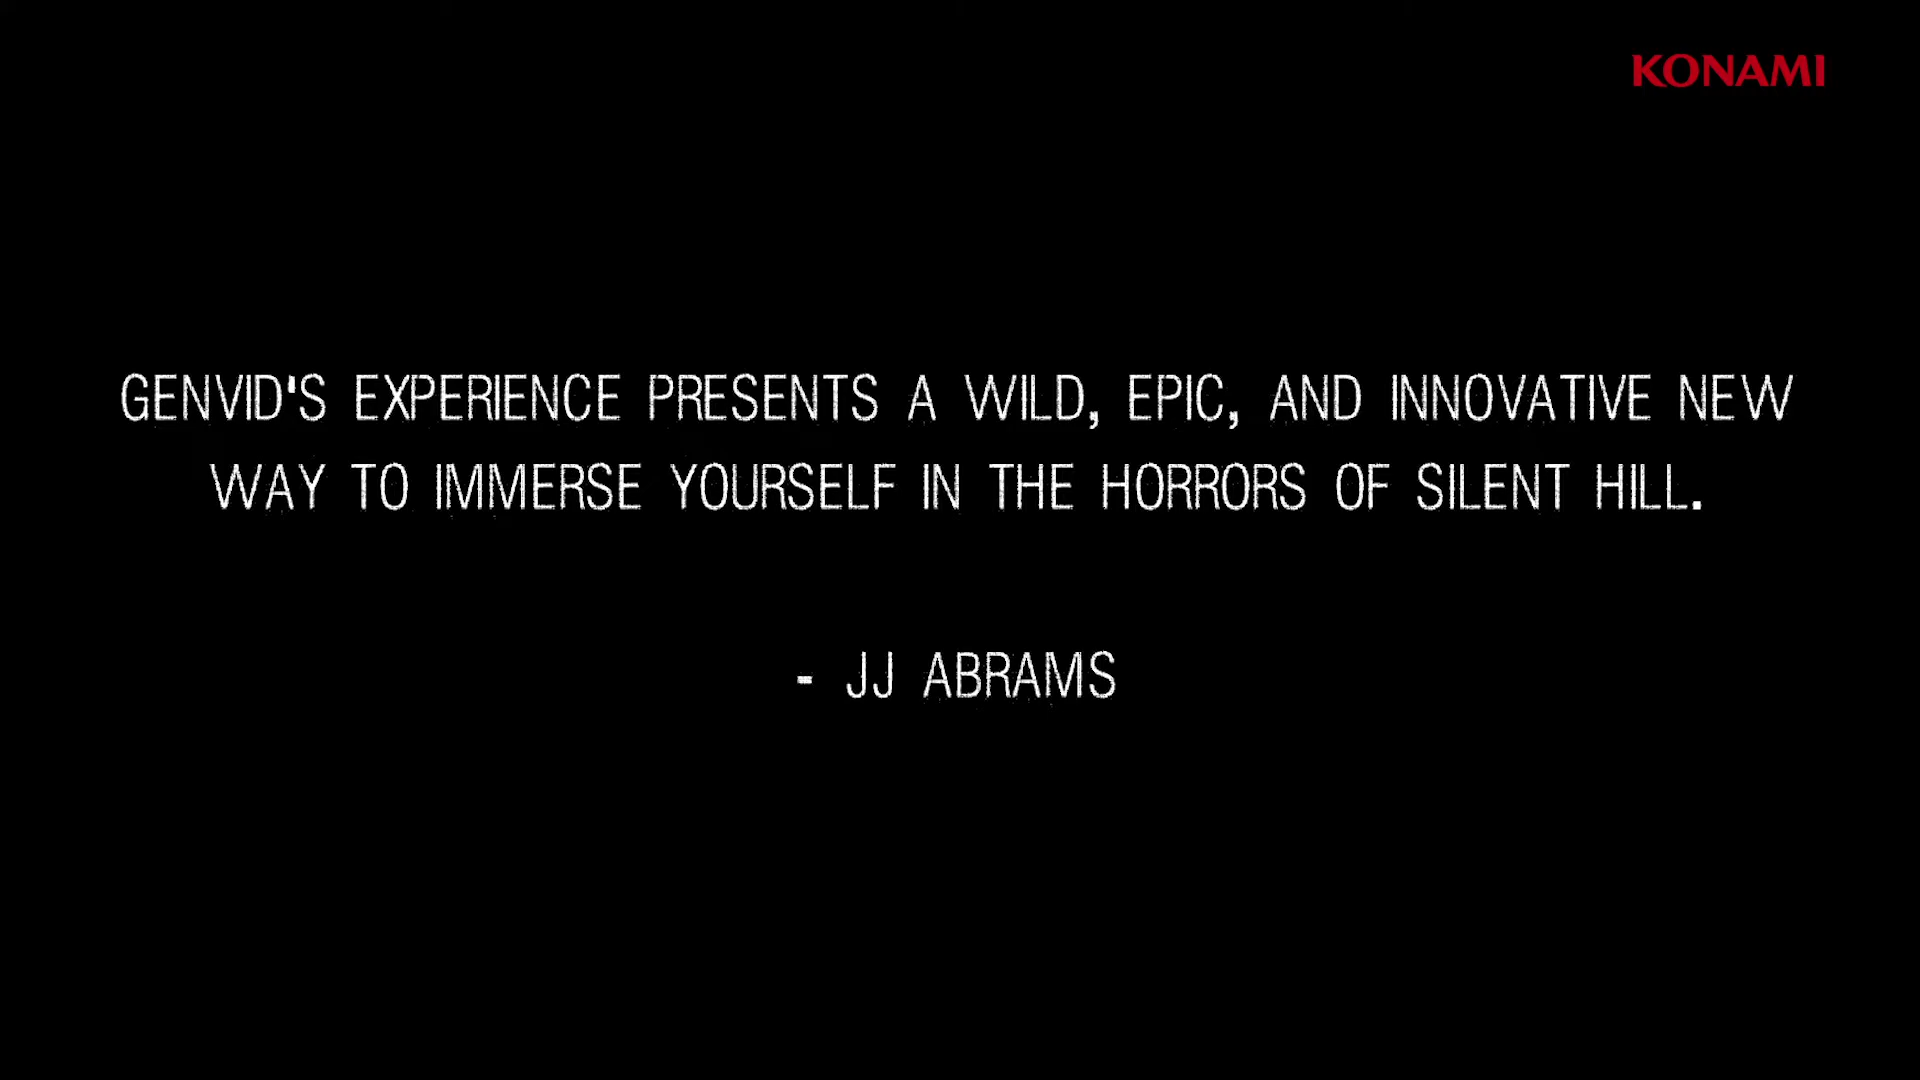 KONAMI
GENVID'S EXPERIENCE PRESENTS A WILD, EPIC, AND INNOVATIVE NEW
WAY TO IMMERSE YOURSELF IN THE HORRORS OF SILENT HILL.
- JJ ABRAMS